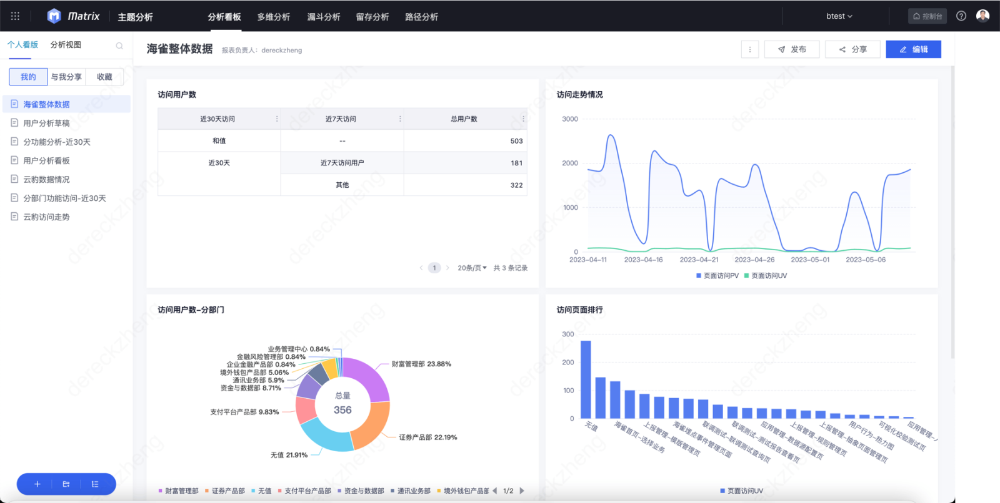 Matrix 主题分析 分析看板 多维分析 漏斗分析 留存分析 路径分析 btest 控制台
个人看版 分析视图
我的 与我分享 收藏
海雀整体数据
用户分析草稿
分功能分析-近30天
用户分析看板
云豹数据情况
分部门功能访问-近30天
云豹访问走势
海雀整体数据 报表负责人：dereckzheng
发布 分享 编辑
访问用户数
近30天访问 近7天访问 总用户数
和值 -- 503
近30天 近7天访问用户 181
其他 322
1 20条/页 共 3 条记录
访问走势情况
3000
2000
1000
0
2023-04-11 2023-04-16 2023-04-21 2023-04-26 2023-05-01 2023-05-06
页面访问PV 页面访问UV
访问用户数-分部门
业务管理中心 0.84%
金融风险管理部 0.84%
企业金融产品部 0.84%
境外钱包产品部 5.06%
通讯业务部 5.9%
资金与数据部 8.71%
支付平台产品部 9.83%
无值 21.91%
财富管理部 23.88%
证券产品部 22.19%
总量
356
财富管理部 证券产品部 无值 支付平台产品部 资金与数据部 通讯业务部 境外钱包产品部 1/2
访问页面排行
300
200
100
0
无值
海雀首页-选择业务
上报管理-模版管理页
海雀埋点事件管理页面
联调测试-联调测试查询页
联调测试-测试报告查看页
应用管理-数据源配置页
上报管理-规则管理页
上报管理-抽象页面管理页
用户行为-热力图
可视化校验测试页
应用管理-
页面访问UV
dereckzheng